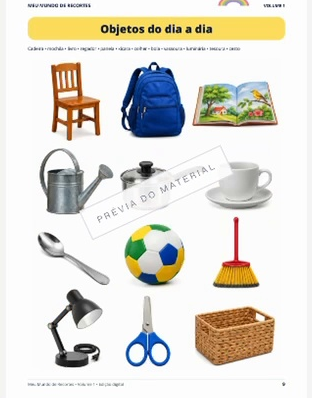 MEU MUNDO DE RECORTES
VOLUME 1
Objetos do dia a dia
Cadeira • mochila • livro • regador • panela • xícara • colher • bola • vassoura • luminária • tesoura • cesto
PRÉVIA DO MATERIAL
Meu Mundo de Recortes • Volume 1 • Edição digital